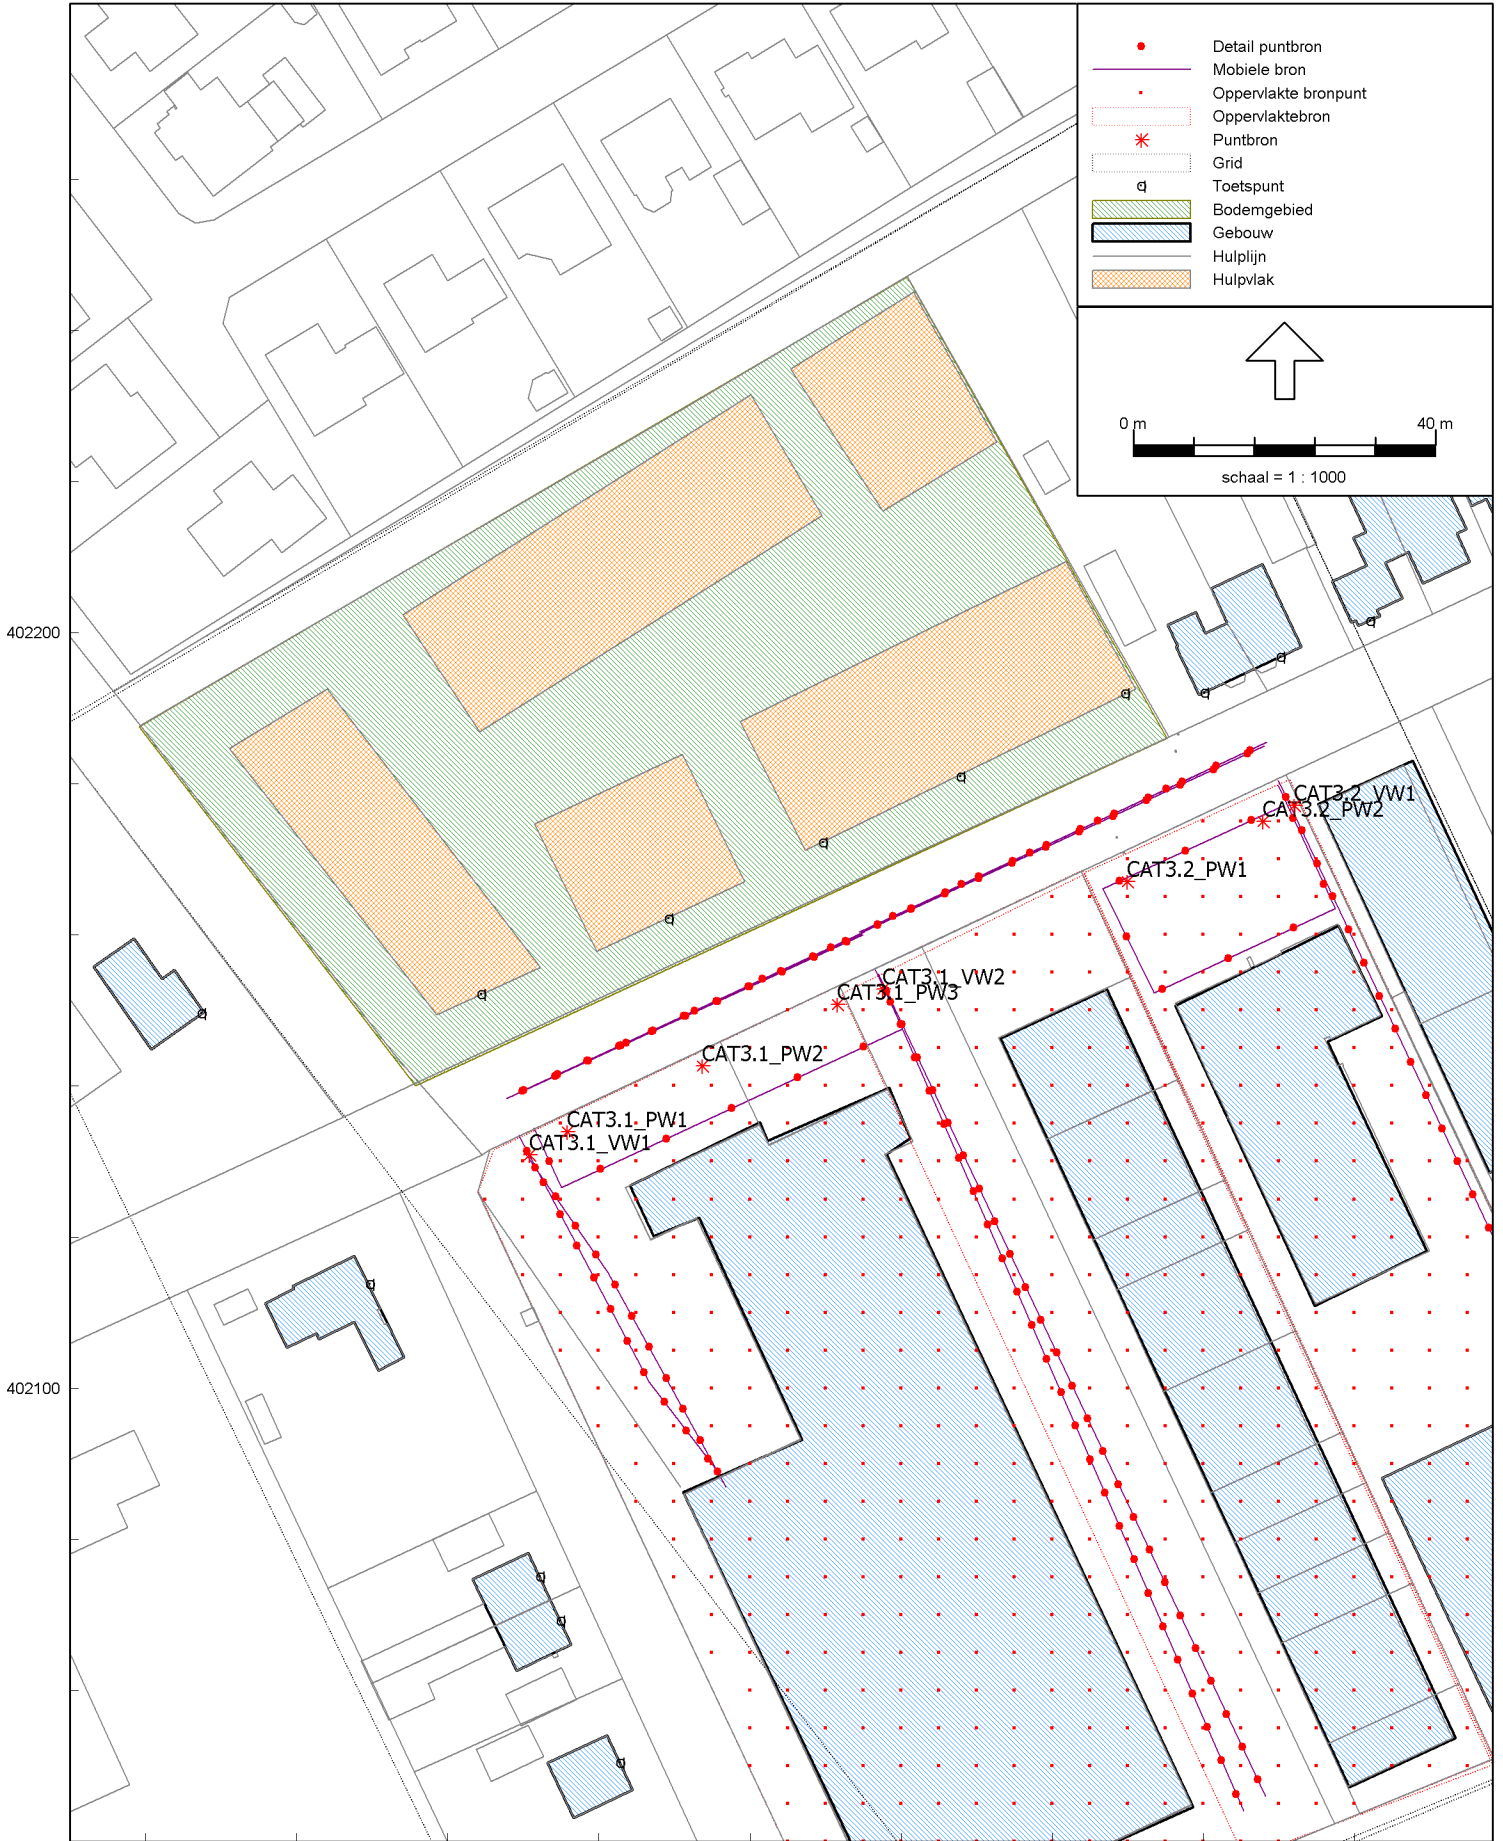 Detail puntbron
Mobiele bron
Oppervlakte bronpunt
Oppervlaktebron
Puntbron
Grid
Toetspunt
Bodemgebied
Gebouw
Hulplijn
Hulpvlak
0 m 40 m
schaal = 1 : 1000
402200
CAT3.2_VW1
CAT3.2_PW2
CAT3.2_PW1
CAT3.1_VW2
CAT3.1_PW3
CAT3.1_PW2
CAT3.1_PW1
CAT3.1_VW1
402100